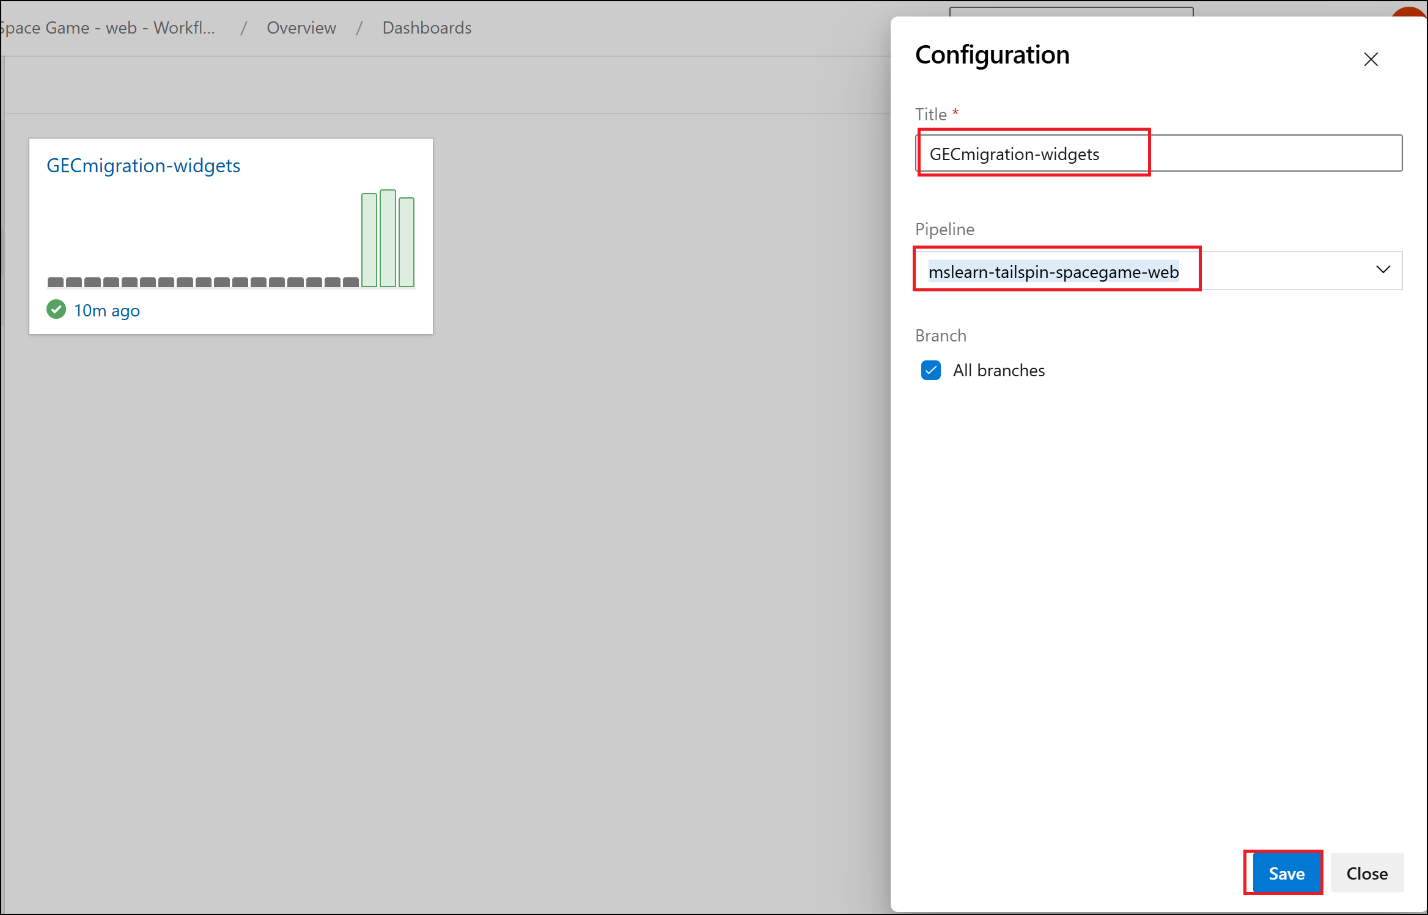 Space Game - web - Workfl... / Overview / Dashboards
GECmigration-widgets
10m ago
Configuration
Title *
GECmigration-widgets
Pipeline
mslearn-tailspin-spacegame-web
Branch
All branches
Save Close